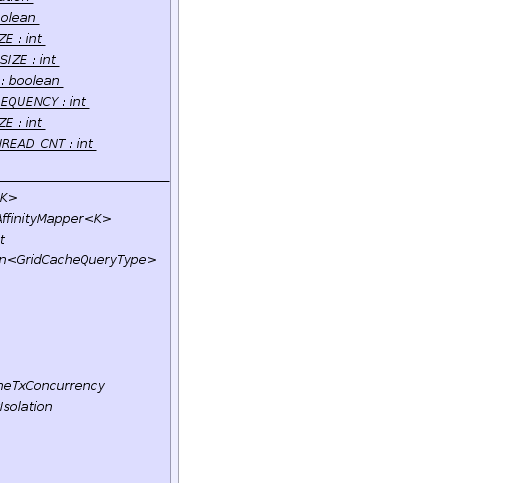 olean
ZE : int
SIZE : int
: boolean
EQUENCY : int
ZE : int
READ_CNT : int
K>
AffinityMapper<K>
t
n<GridCacheQueryType>
neTxConcurrency
Isolation